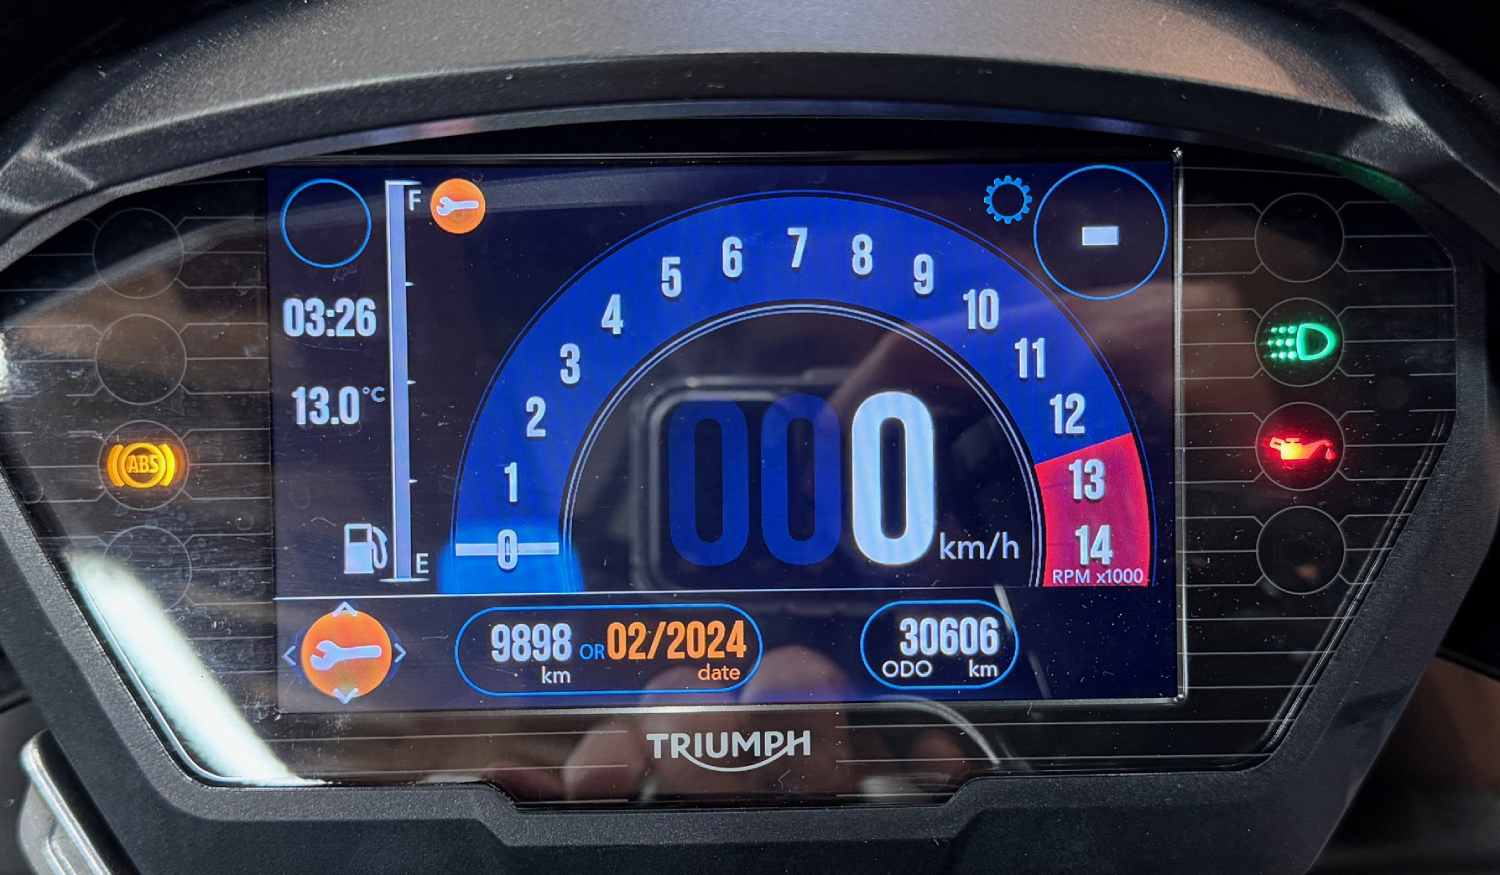 F
03:26
13.0°C
E
ABS
0
1
2
3
4
5
6
7
8
9
10
11
12
13
14
RPM x1000
000 km/h
9898 km OR 02/2024 date
30606
ODO km
TRIUMPH